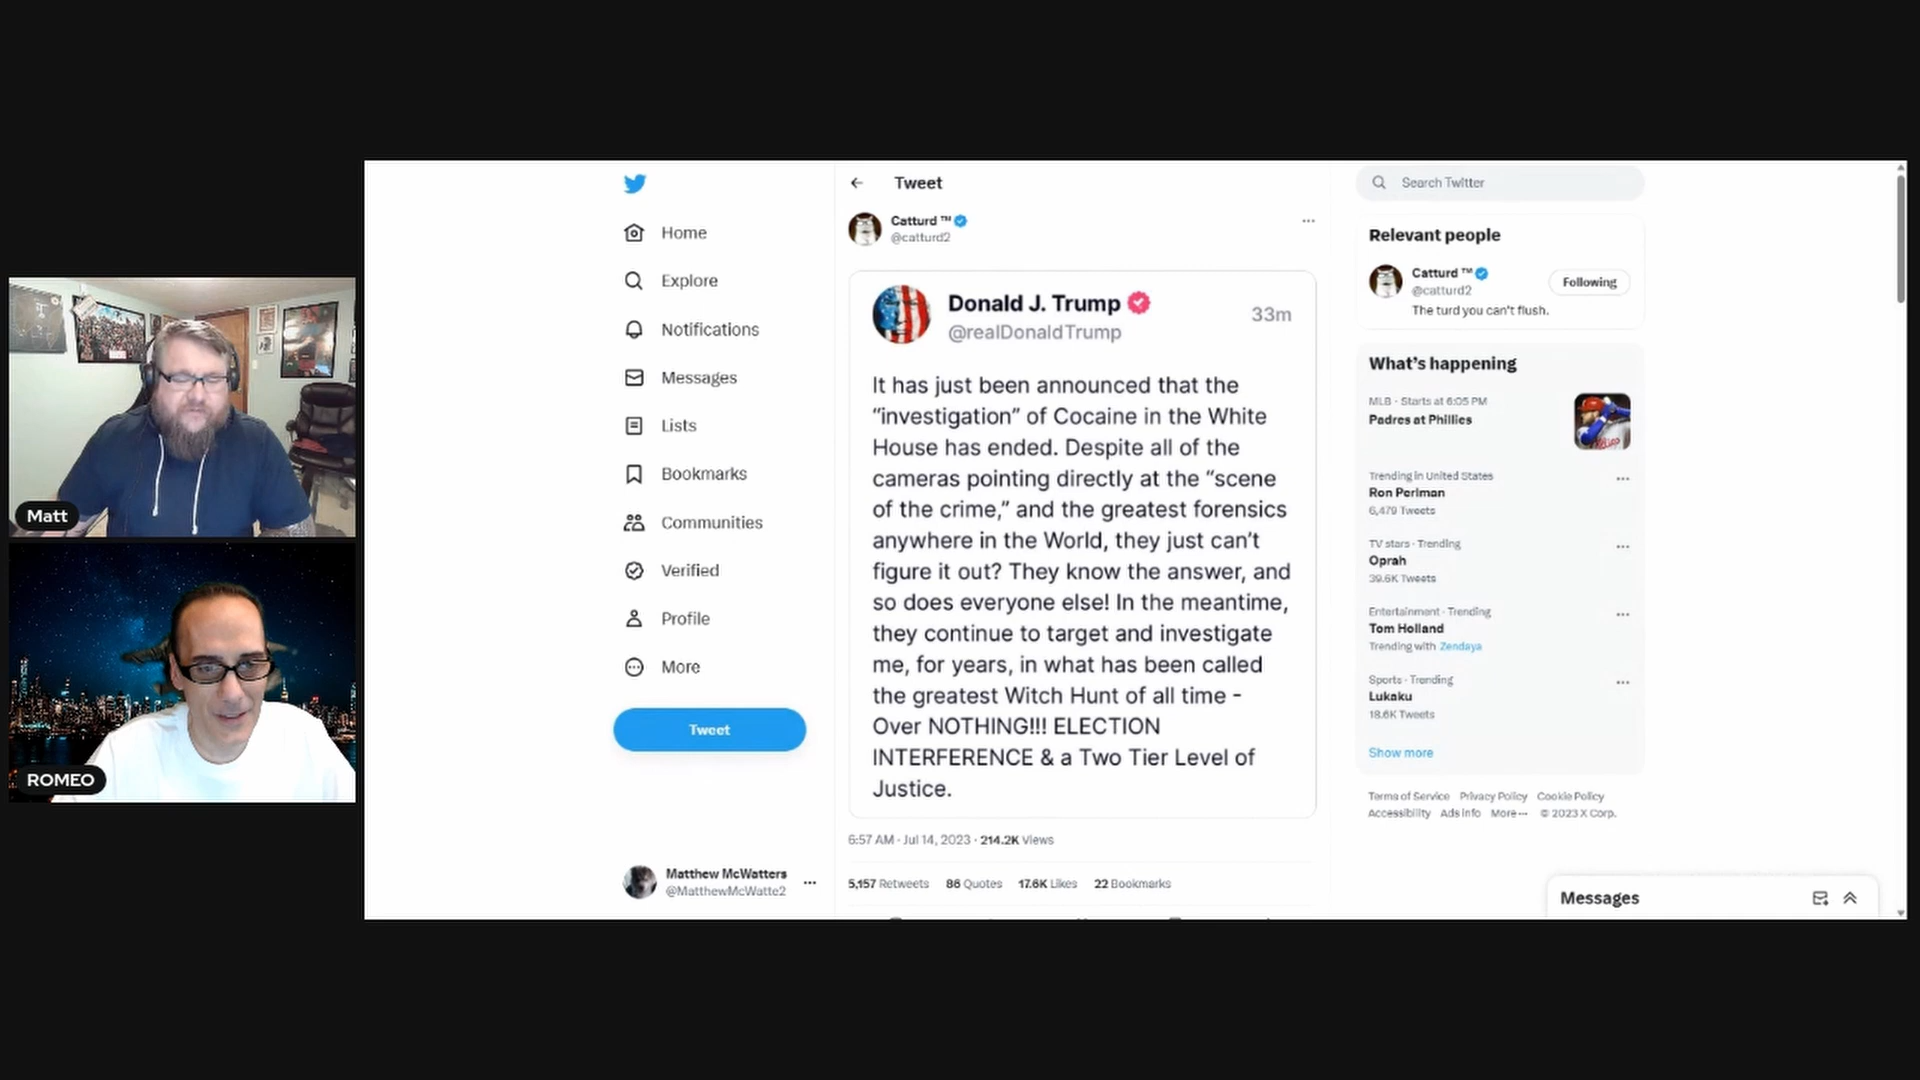 Matt
ROMEO
Home
Explore
Notifications
Messages
Lists
Bookmarks
Communities
Verified
Profile
More
Tweet
Matthew McWatters
@MatthewMcWatte2
Tweet
Catturd ™
@catturd2
Donald J. Trump
@realDonaldTrump
33m
It has just been announced that the
“investigation” of Cocaine in the White
House has ended. Despite all of the
cameras pointing directly at the “scene
of the crime,” and the greatest forensics
anywhere in the World, they just can’t
figure it out? They know the answer, and
so does everyone else! In the meantime,
they continue to target and investigate
me, for years, in what has been called
the greatest Witch Hunt of all time -
Over NOTHING!!! ELECTION
INTERFERENCE & a Two Tier Level of
Justice.
6:57 AM · Jul 14, 2023 · 214.2K Views
5,157 Retweets 86 Quotes 17.6K Likes 22 Bookmarks
Search Twitter
Relevant people
Catturd ™
@catturd2
Following
The turd you can't flush.
What’s happening
MLB · Starts at 6:05 PM
Padres at Phillies
Trending in United States
Ron Perlman
6,479 Tweets
TV stars · Trending
Oprah
39.6K Tweets
Entertainment · Trending
Tom Holland
Trending with Zendaya
Sports · Trending
Lukaku
18.6K Tweets
Show more
Terms of Service Privacy Policy Cookie Policy
Accessibility Ads info More ··· © 2023 X Corp.
Messages